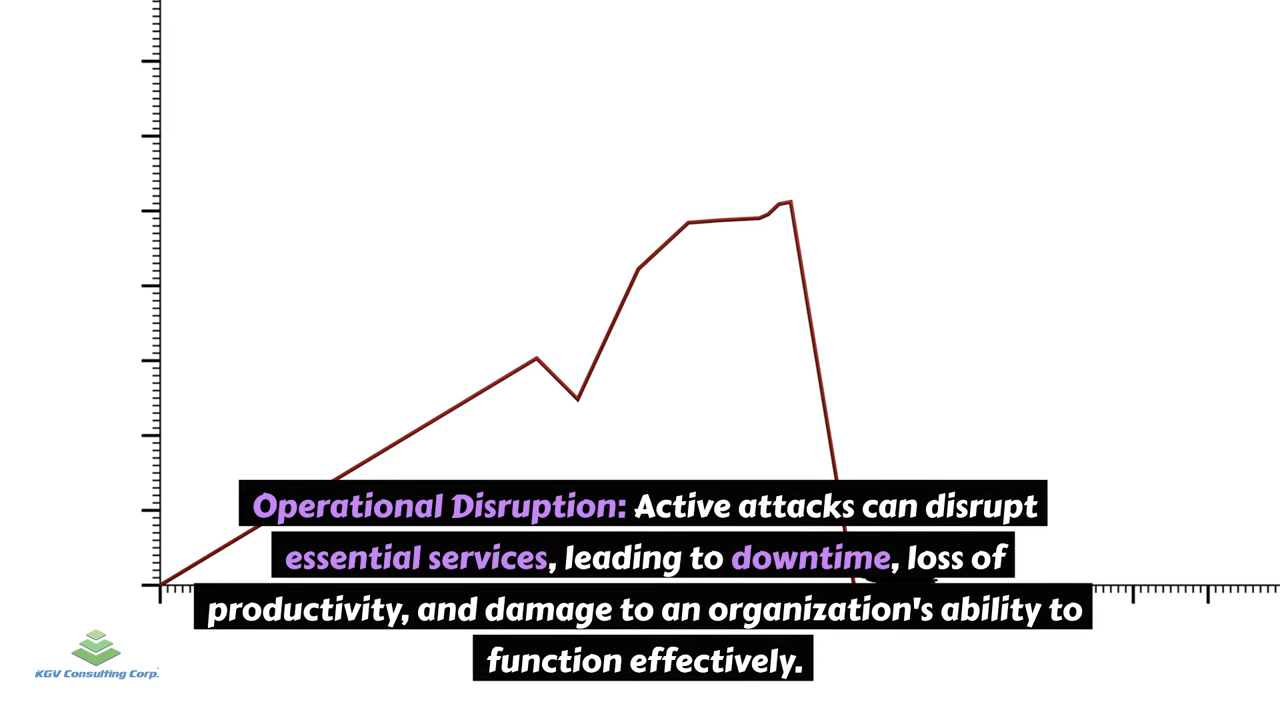 Operational Disruption: Active attacks can disrupt
essential services, leading to downtime, loss of
productivity, and damage to an organization's ability to
function effectively.
KGV Consulting Corp.